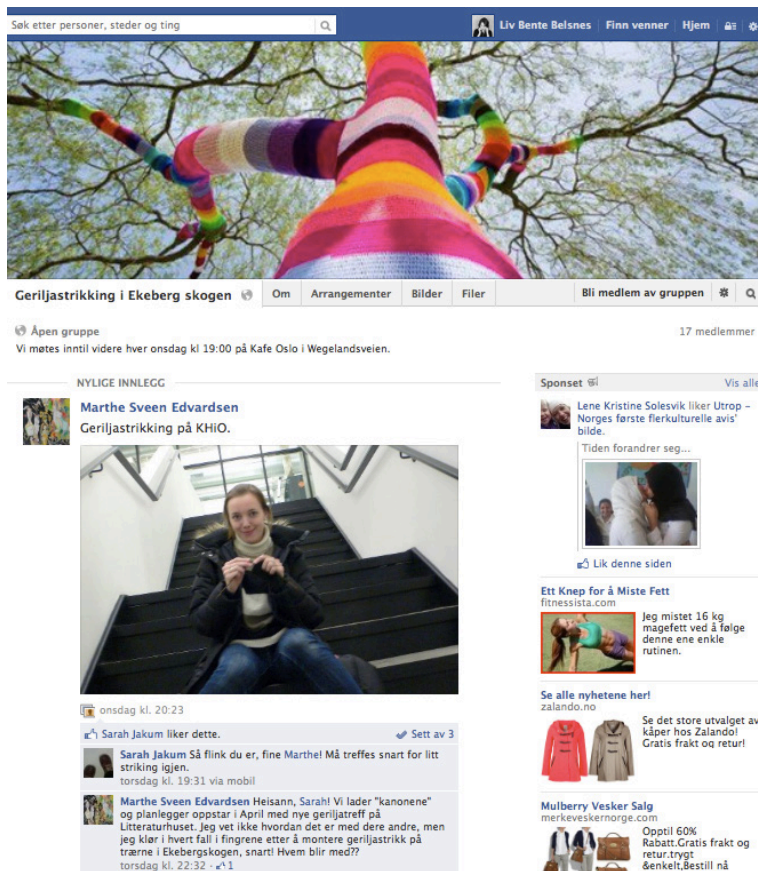 Søk etter personer, steder og ting
Liv Bente Belsnes Finn venner Hjem
Geriljastrikking i Ekeberg skogen Om Arrangementer Bilder Filer Bli medlem av gruppen
Åpen gruppe 17 medlemmer
Vi møtes inntil videre hver onsdag kl 19:00 på Kafe Oslo i Wegelandsveien.
NYLIGE INNLEGG
Marthe Sveen Edvardsen
Geriljastrikking på KHiO.
onsdag kl. 20:23
Sarah Jakum liker dette. Sett av 3
Sarah Jakum Så flink du er, fine Marthe! Må treffes snart for litt
striking igjen.
torsdag kl. 19:31 via mobil
Marthe Sveen Edvardsen Heisann, Sarah! Vi lader "kanonene"
og planlegger oppstar i April med nye geriljatreff på
Litteraturhuset. Jeg vet ikke hvordan det er med dere andre, men
jeg klør i hvert fall i fingrene etter å montere geriljastrikk på
trærne i Ekebergskogen, snart! Hvem blir med??
torsdag kl. 22:32 · 1
Sponset Vis alle
Lene Kristine Solesvik liker Utrop –
Norges første flerkulturelle avis'
bilde.
Tiden forandrer seg...
Lik denne siden
Ett Knep for å Miste Fett
fitnessista.com
Jeg mistet 16 kg
magefett ved å følge
denne ene enkle
rutinen.
Se alle nyhetene her!
zalando.no
Se det store utvalget av
kåper hos Zalando!
Gratis frakt og retur!
Mulberry Vesker Salg
merkeveskernorge.com
Opptil 60%
Rabatt.Gratis frakt og
retur.trygt
&enkelt,Bestill nå